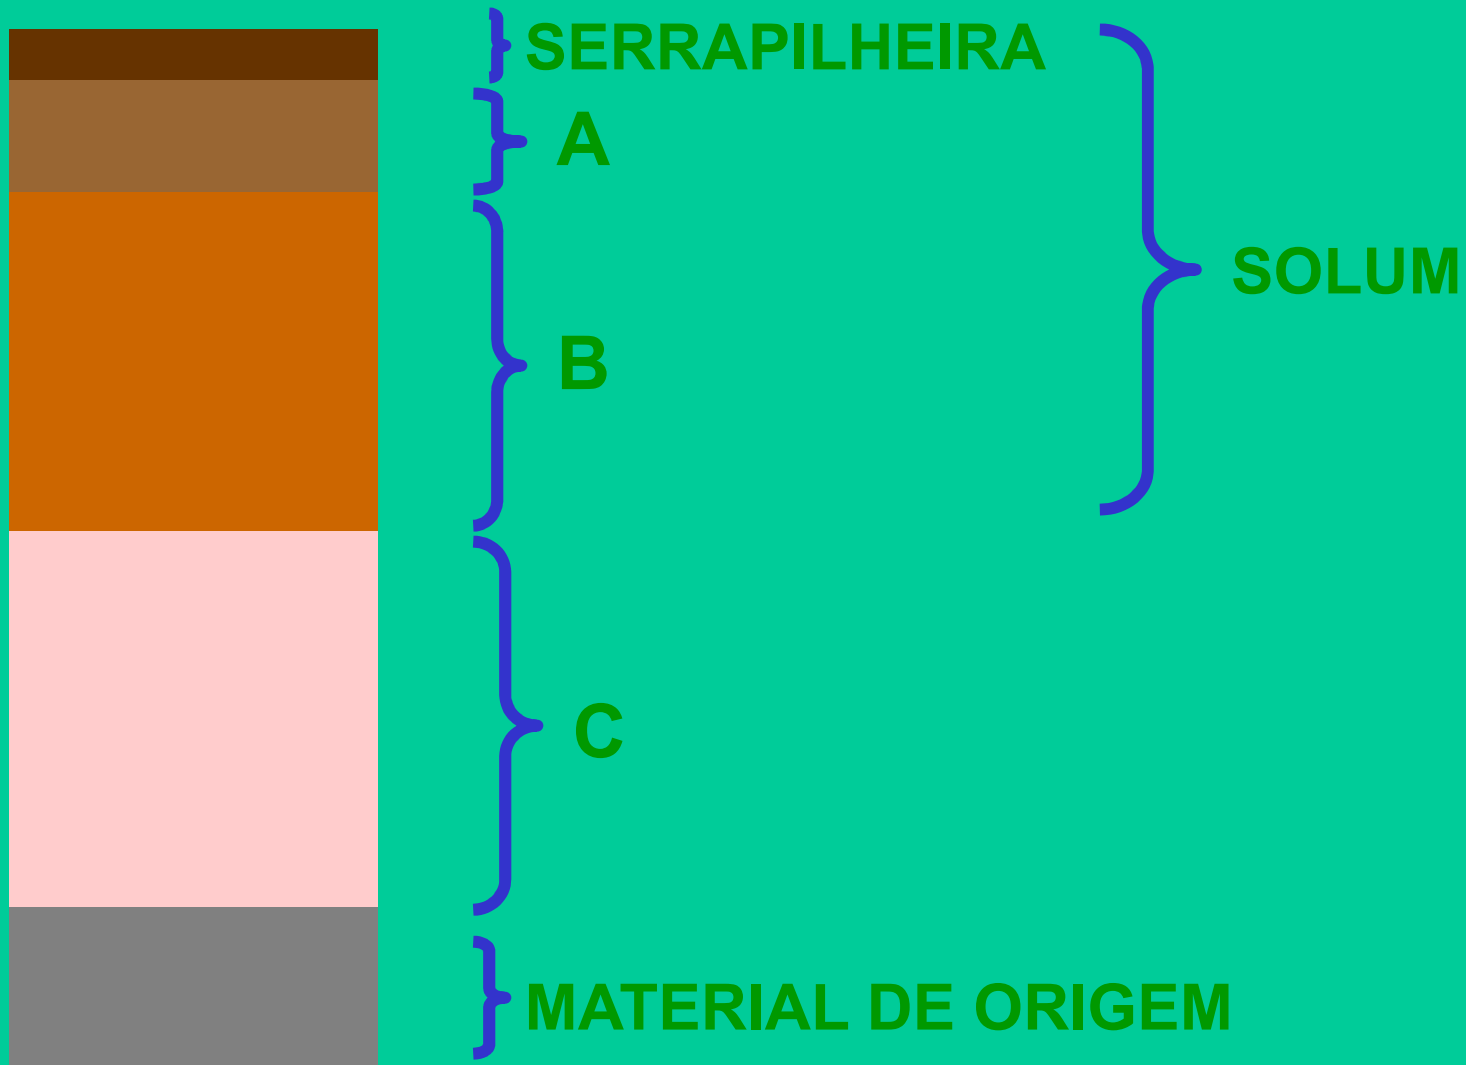 SERRAPILHEIRA
A
SOLUM
B
C
MATERIAL DE ORIGEM